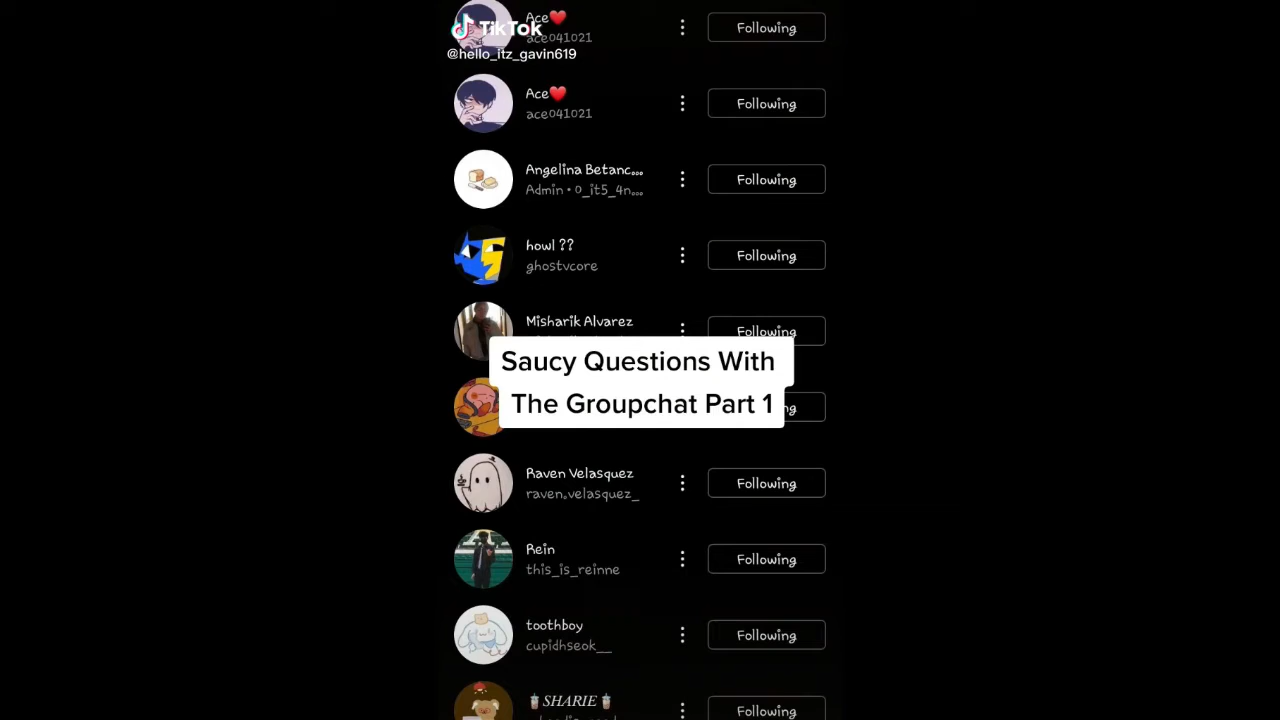 Ace❤️
TikTok
ace041021
Following
@hello_itz_gavin619
Ace❤️
ace041021
Following
Angelina Betanc...
Admin • 0_it5_4n...
Following
howl ??
ghostvcore
Following
Misharik Alvarez
Following
Saucy Questions With
The Groupchat Part 1
Raven Velasquez
raven.velasquez_
Following
Rein
this_is_reinne
Following
toothboy
cupidhseok__
Following
🧋SHARIE🧋
Following